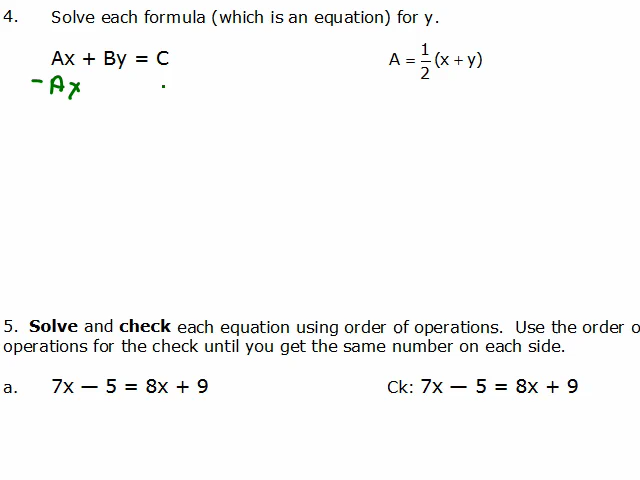 4. Solve each formula (which is an equation) for y.
Ax + By = C A = 1/2 (x + y)
- Ax
5. Solve and check each equation using order of operations. Use the order o
operations for the check until you get the same number on each side.
a. 7x — 5 = 8x + 9 Ck: 7x — 5 = 8x + 9